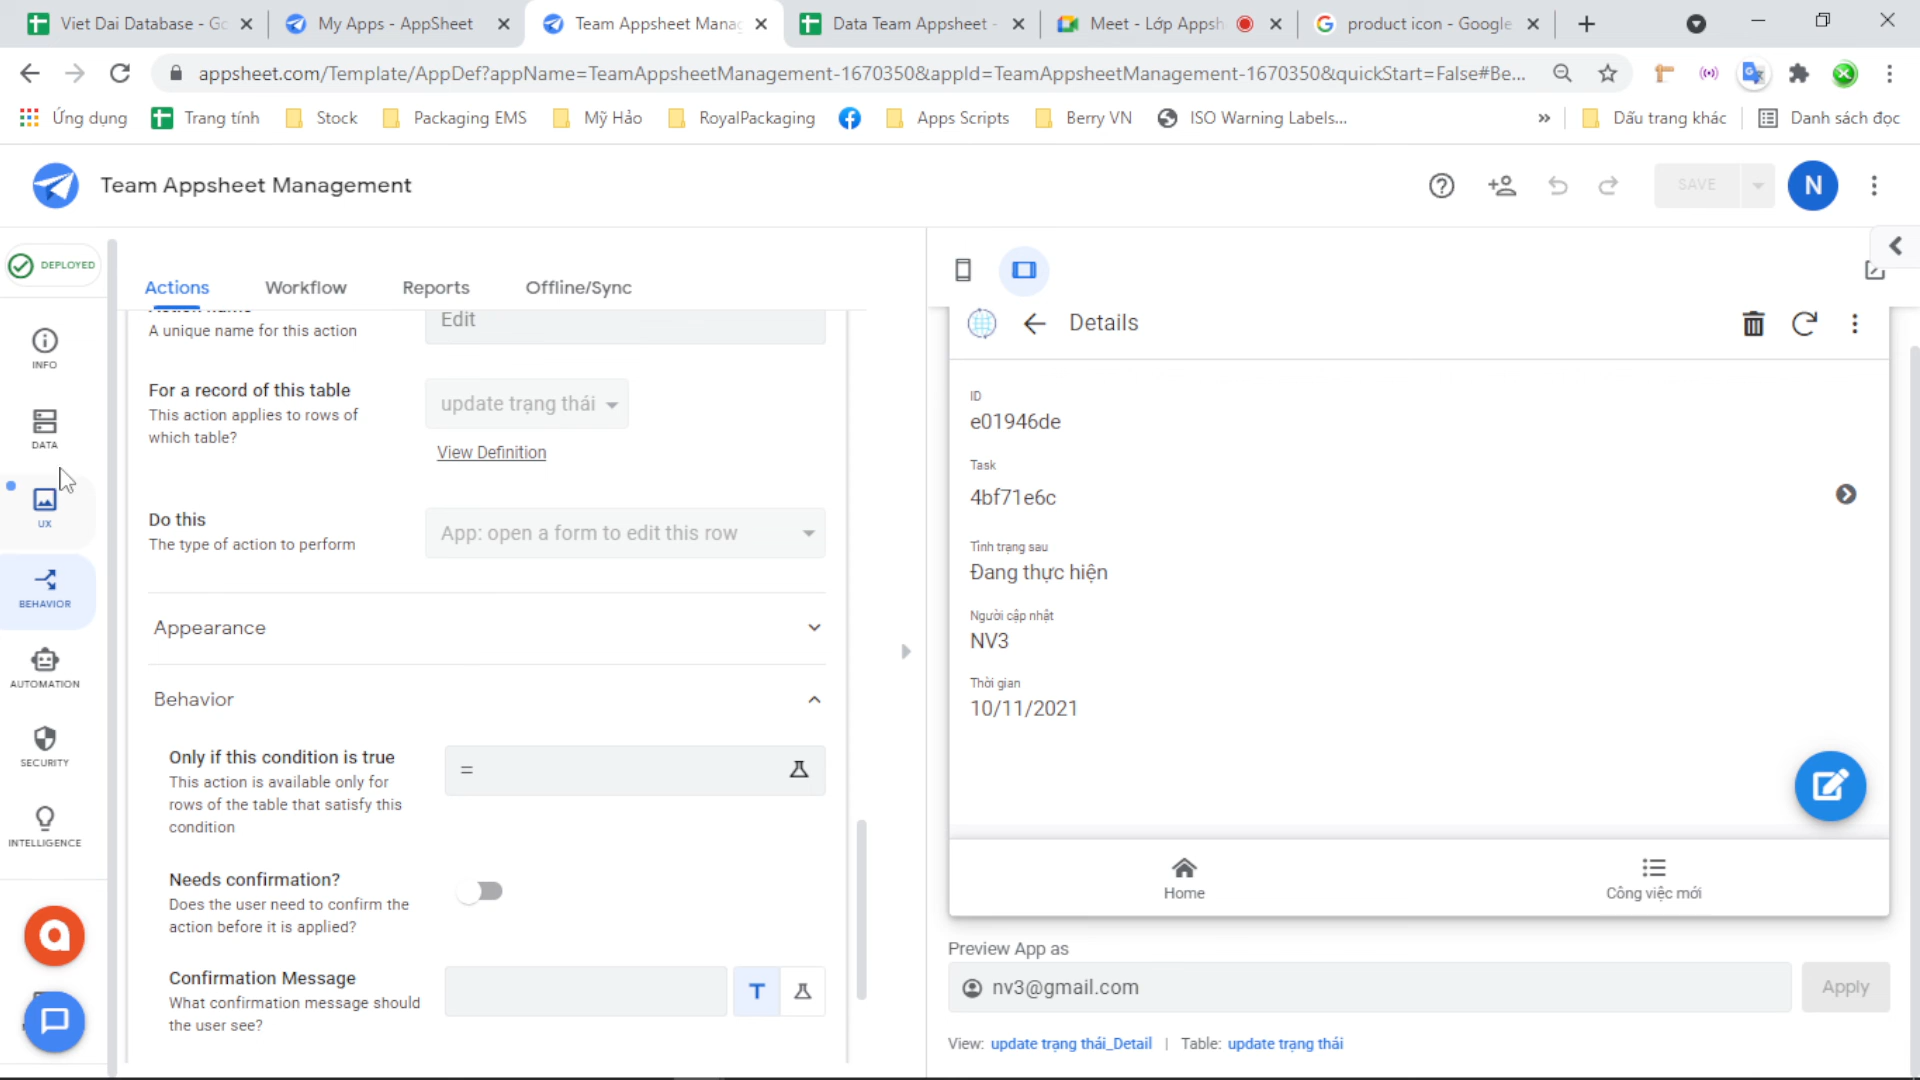 Viet Dai Database - Go
My Apps - AppSheet
Team Appsheet Manag
Data Team Appsheet -
Meet - Lớp Appsh
product icon - Google
appsheet.com/Template/AppDef?appName=TeamAppsheetManagement-1670350&appId=TeamAppsheetManagement-1670350&quickStart=False#Be...
Ứng dụng
Trang tính
Stock
Packaging EMS
Mỹ Hảo
RoyalPackaging
Apps Scripts
Berry VN
ISO Warning Labels...
»
Dấu trang khác
Danh sách đọc
Team Appsheet Management
SAVE
N
DEPLOYED
INFO
DATA
UX
BEHAVIOR
AUTOMATION
SECURITY
INTELLIGENCE
Actions
Workflow
Reports
Offline/Sync
Action name
A unique name for this action
Edit
For a record of this table
This action applies to rows of
which table?
update trạng thái
View Definition
Do this
The type of action to perform
App: open a form to edit this row
Appearance
Behavior
Only if this condition is true
This action is available only for
rows of the table that satisfy this
condition
=
Needs confirmation?
Does the user need to confirm the
action before it is applied?
Confirmation Message
What confirmation message should
the user see?
T
Details
ID
e01946de
Task
4bf71e6c
Tình trạng sau
Đang thực hiện
Người cập nhật
NV3
Thời gian
10/11/2021
Home
Công việc mới
Preview App as
nv3@gmail.com
Apply
View: update trạng thái_Detail | Table: update trạng thái